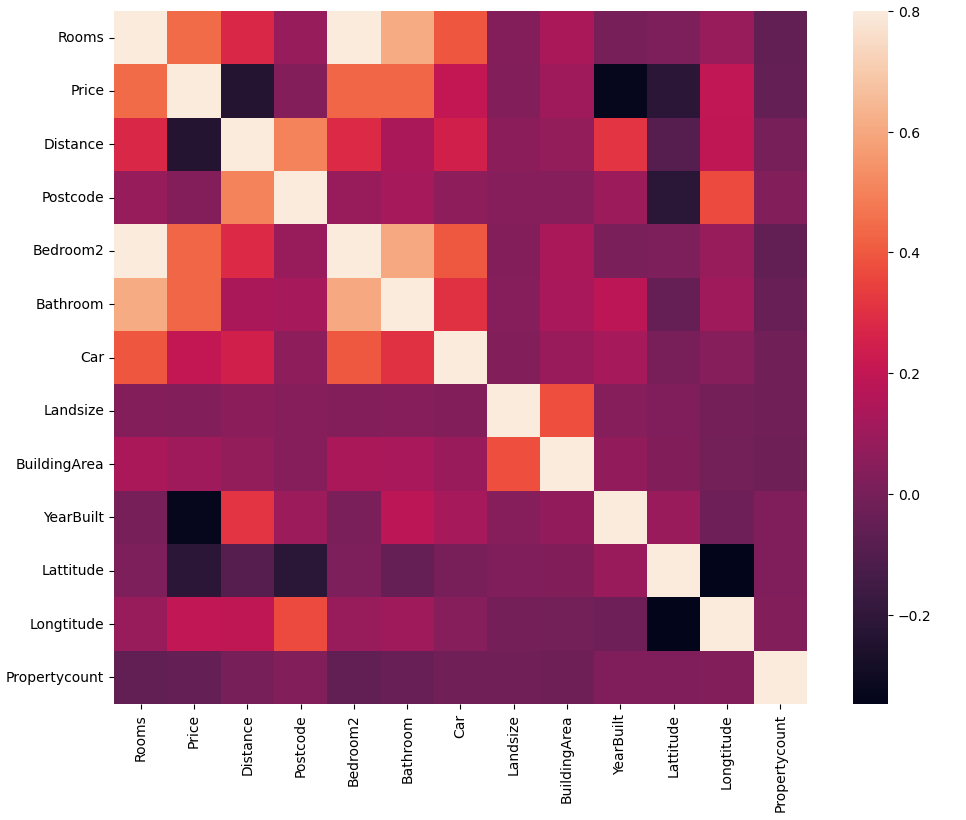 Rooms
Price
Distance
Postcode
Bedroom2
Bathroom
Car
Landsize
BuildingArea
YearBuilt
Lattitude
Longtitude
Propertycount
Rooms
Price
Distance
Postcode
Bedroom2
Bathroom
Car
Landsize
BuildingArea
YearBuilt
Lattitude
Longtitude
Propertycount
0.8
0.6
0.4
0.2
0.0
−0.2